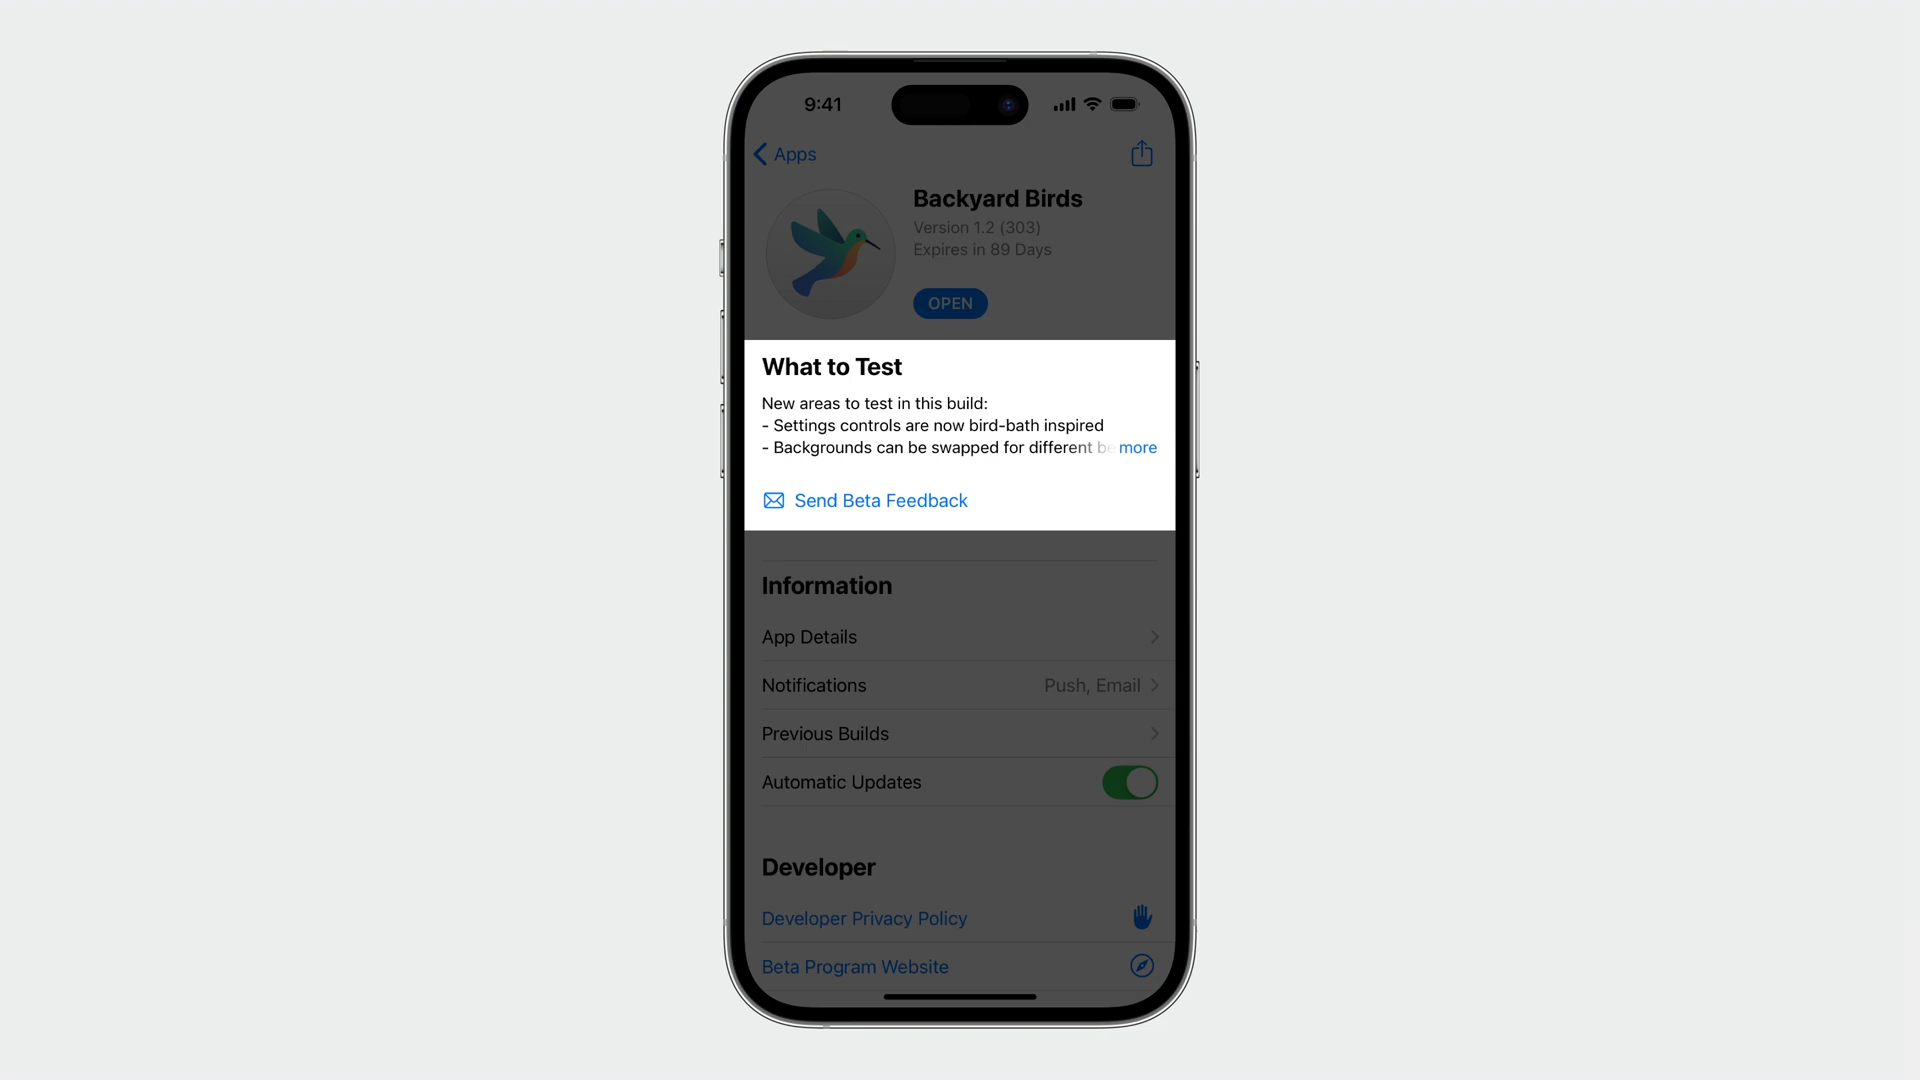 9:41
Apps
Backyard Birds
Version 1.2 (303)
Expires in 89 Days
OPEN
What to Test
New areas to test in this build:
- Settings controls are now bird-bath inspired
- Backgrounds can be swapped for different be more
Send Beta Feedback
Information
App Details
Notifications Push, Email
Previous Builds
Automatic Updates
Developer
Developer Privacy Policy
Beta Program Website